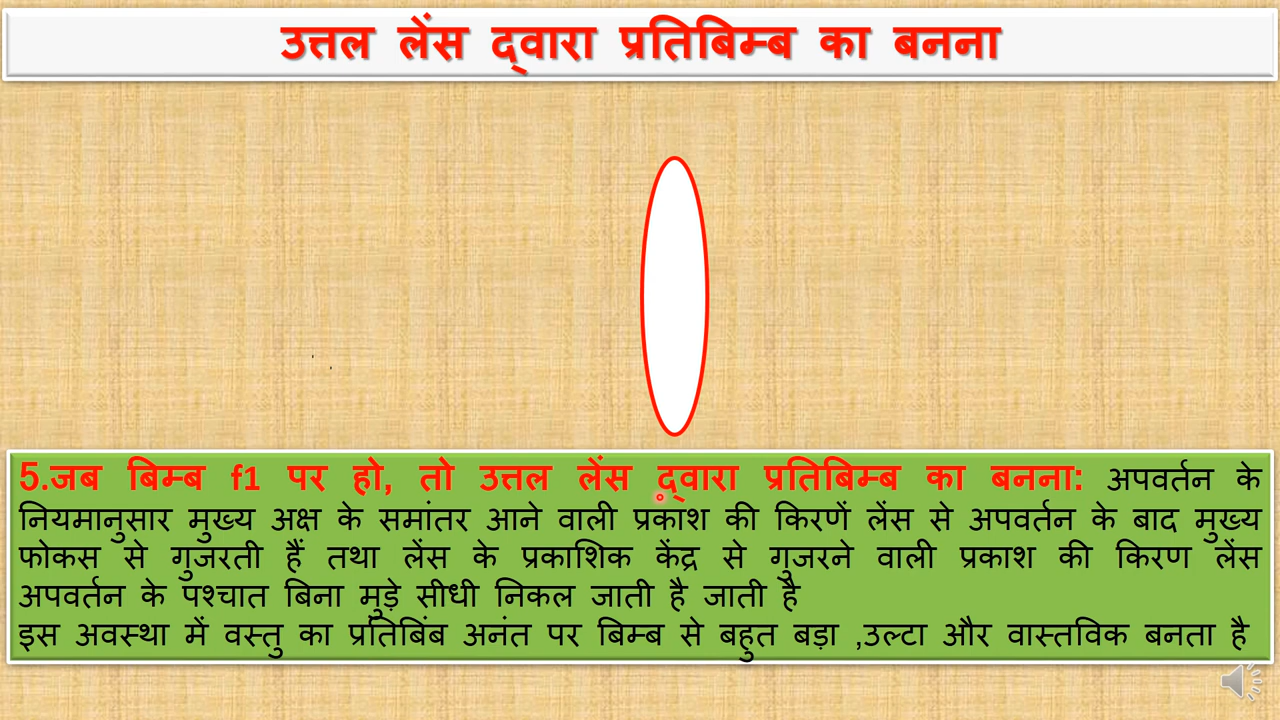 उत्तल लेंस द्वारा प्रतिबिम्ब का बनना
5.जब बिम्ब f1 पर हो, तो उत्तल लेंस द्वारा प्रतिबिम्ब का बनना: अपवर्तन के
नियमानुसार मुख्य अक्ष के समांतर आने वाली प्रकाश की किरणें लेंस से अपवर्तन के बाद मुख्य
फोकस से गुजरती हैं तथा लेंस के प्रकाशिक केंद्र से गुजरने वाली प्रकाश की किरण लेंस
अपवर्तन के पश्चात बिना मुड़े सीधी निकल जाती है जाती है
इस अवस्था में वस्तु का प्रतिबिंब अनंत पर बिम्ब से बहुत बड़ा ,उल्टा और वास्तविक बनता है